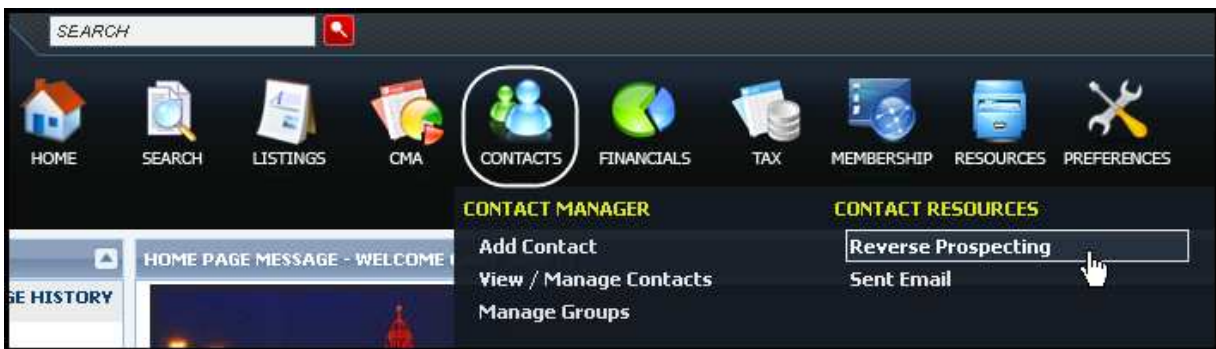 SEARCH
HOME SEARCH LISTINGS CMA CONTACTS FINANCIALS TAX MEMBERSHIP RESOURCES PREFERENCES
CONTACT MANAGER CONTACT RESOURCES
Add Contact Reverse Prospecting
HOME PAGE MESSAGE - WELCOME
View / Manage Contacts Sent Email
GE HISTORY
Manage Groups